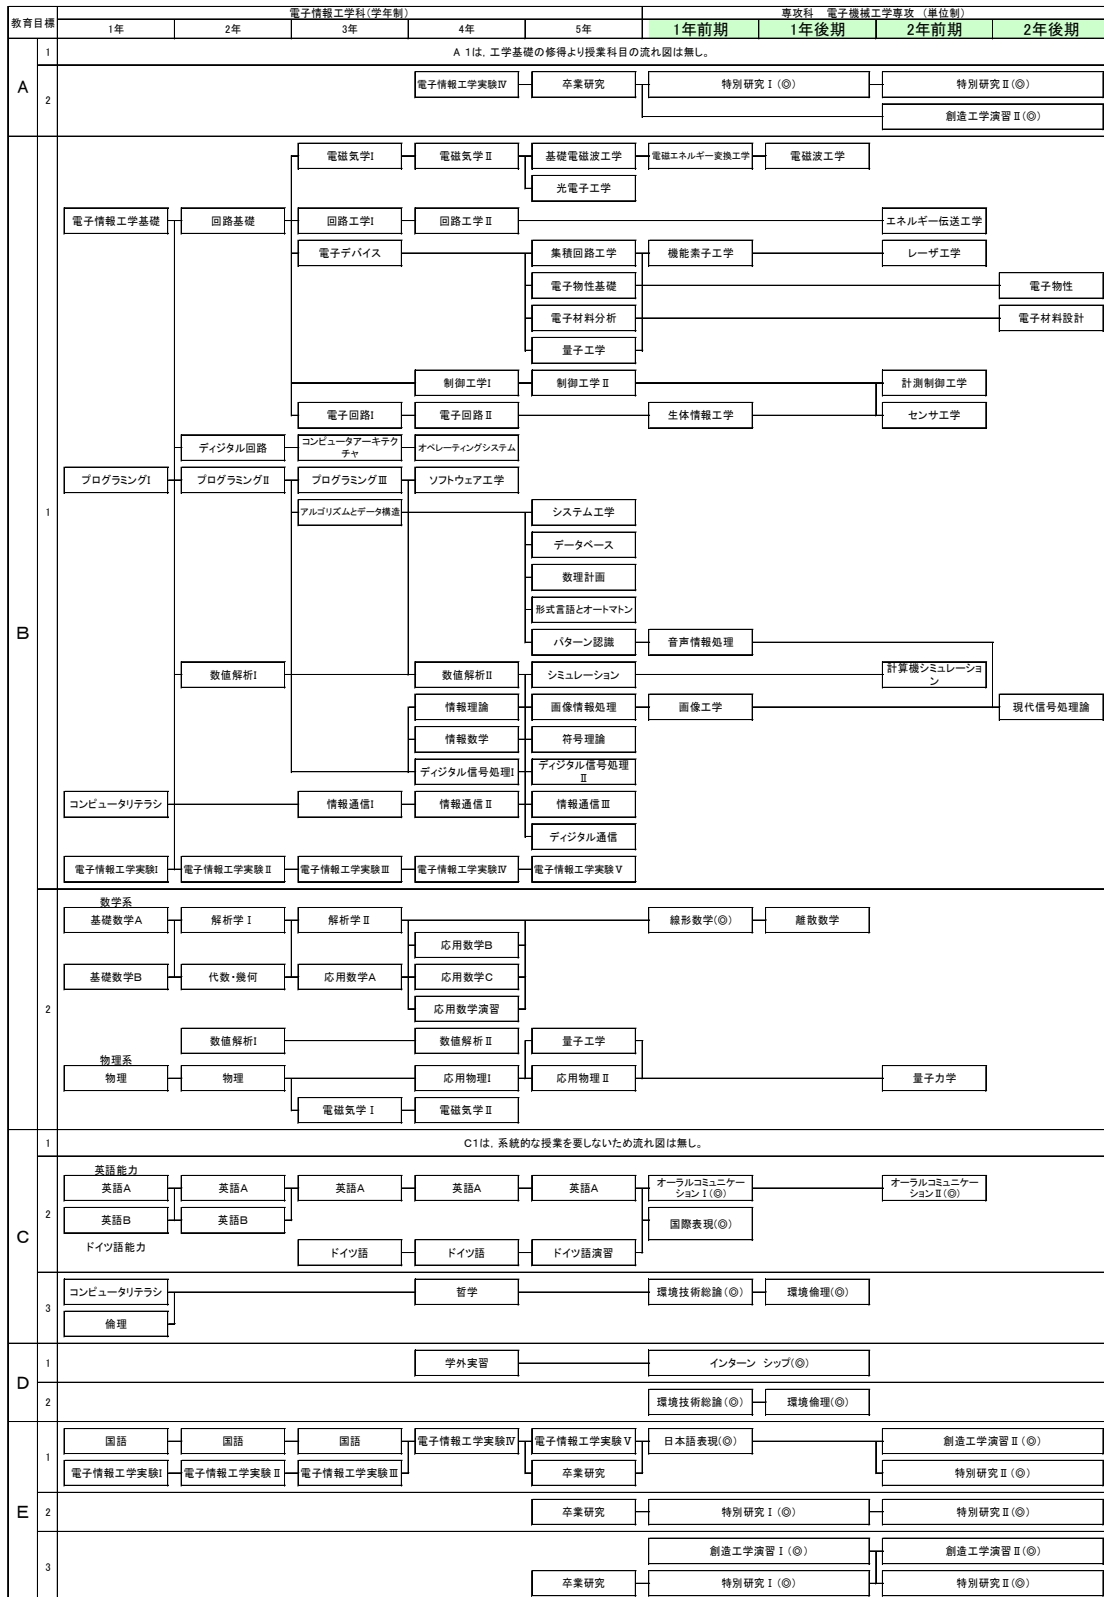 教育目標 電子情報工学科(学年制) 専攻科 電子機械工学専攻 (単位制)
1年 2年 3年 4年 5年 1年前期 1年後期 2年前期 2年後期
A
1 A 1は，工学基礎の修得より授業科目の流れ図は無し。
2 電子情報工学実験Ⅳ 卒業研究 特別研究Ⅰ(◎) 特別研究Ⅱ(◎)
創造工学演習Ⅱ(◎)
B
1
電磁気学I 電磁気学Ⅱ 基礎電磁波工学 電磁エネルギー変換工学 電磁波工学
光電子工学
電子情報工学基礎 回路基礎 回路工学I 回路工学Ⅱ エネルギー伝送工学
電子デバイス 集積回路工学 機能素子工学 レーザ工学
電子物性基礎 電子物性
電子材料分析 電子材料設計
量子工学
制御工学I 制御工学Ⅱ 計測制御工学
電子回路I 電子回路Ⅱ 生体情報工学 センサ工学
ディジタル回路 コンピュータアーキテクチャ オペレーティングシステム
プログラミングI プログラミングII プログラミングⅢ ソフトウェア工学
アルゴリズムとデータ構造 システム工学
データベース
数理計画
形式言語とオートマトン
パターン認識 音声情報処理
数値解析I 数値解析II シミュレーション 計算機シミュレーション
情報理論 画像情報処理 画像工学 現代信号処理論
情報数学 符号理論
ディジタル信号処理I ディジタル信号処理Ⅱ
コンピュータリテラシ 情報通信I 情報通信Ⅱ 情報通信Ⅲ
ディジタル通信
電子情報工学実験I 電子情報工学実験Ⅱ 電子情報工学実験Ⅲ 電子情報工学実験Ⅳ 電子情報工学実験Ⅴ
2
数学系
基礎数学A 解析学Ⅰ 解析学Ⅱ 線形数学(◎) 離散数学
応用数学B
基礎数学B 代数・幾何 応用数学A 応用数学C
応用数学演習
数値解析I 数値解析Ⅱ 量子工学
物理系
物理 物理 応用物理I 応用物理Ⅱ 量子力学
電磁気学Ⅰ 電磁気学Ⅱ
C
1 C1は，系統的な授業を要しないため流れ図は無し。
2
英語能力
英語A 英語A 英語A 英語A 英語A オーラルコミュニケーションⅠ(◎) オーラルコミュニケーションⅡ(◎)
英語B 英語B 国際表現(◎)
ドイツ語能力
ドイツ語 ドイツ語 ドイツ語演習
3 コンピュータリテラシ 哲学 環境技術総論(◎) 環境倫理(◎)
倫理
D
1 学外実習 インターン シップ(◎)
2 環境技術総論(◎) 環境倫理(◎)
E
1 国語 国語 国語 電子情報工学実験Ⅳ 電子情報工学実験Ⅴ 日本語表現(◎) 創造工学演習Ⅱ(◎)
電子情報工学実験I 電子情報工学実験Ⅱ 電子情報工学実験Ⅲ 卒業研究 特別研究Ⅱ(◎)
2 卒業研究 特別研究Ⅰ(◎) 特別研究Ⅱ(◎)
3 創造工学演習Ⅰ(◎) 創造工学演習Ⅱ(◎)
卒業研究 特別研究Ⅰ(◎) 特別研究Ⅱ(◎)